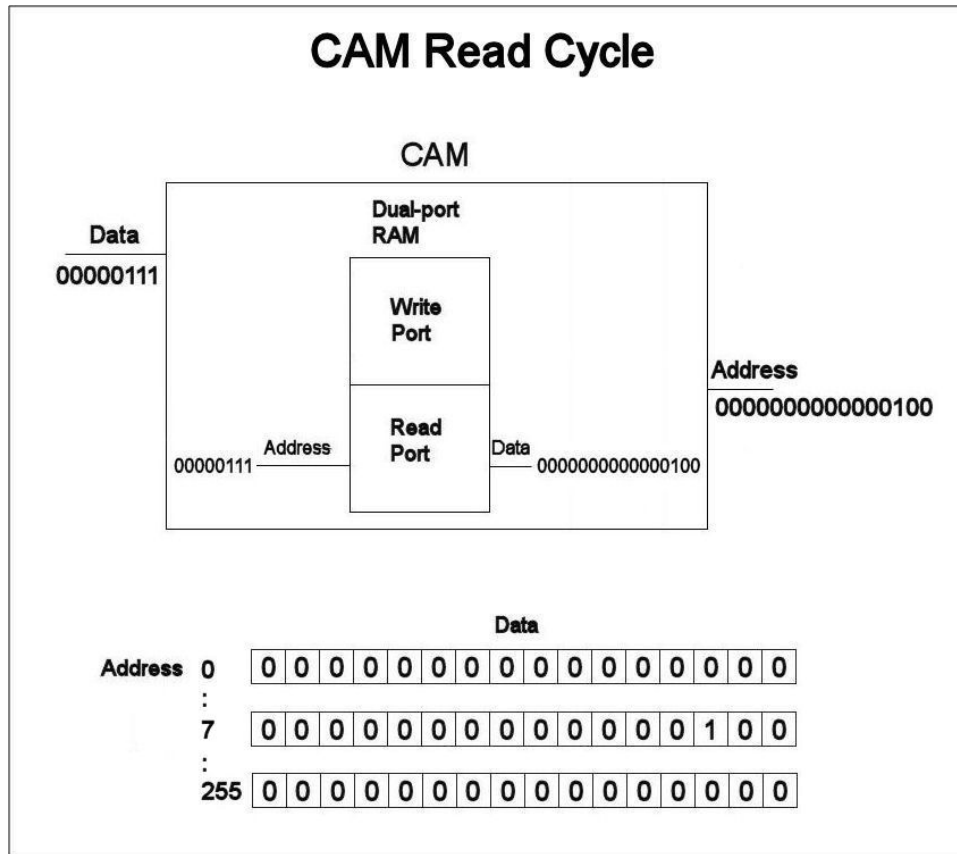 CAM Read Cycle
CAM
Data
00000111
Dual-port
RAM
Write
Port
Read
Port
00000111
Address
Data
0000000000000100
Address
0000000000000100
Data
Address 0 0 0 0 0 0 0 0 0 0 0 0 0 0 0 0 0
:
7 0 0 0 0 0 0 0 0 0 0 0 0 0 1 0 0
:
255 0 0 0 0 0 0 0 0 0 0 0 0 0 0 0 0